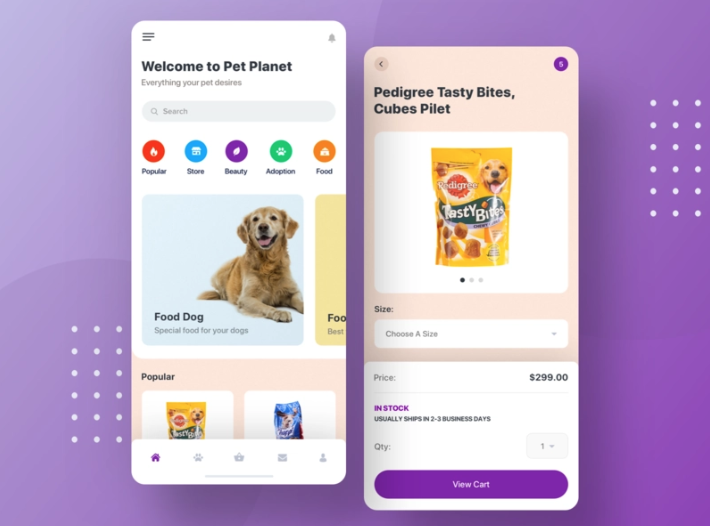 Welcome to Pet Planet
Everything your pet desires
Search
Popular
Store
Beauty
Adoption
Food
Food Dog
Special food for your dogs
Foo
Best
Popular
Pedigree
Tasty
5
Pedigree Tasty Bites,
Cubes Pilet
Pedigree
Tasty Bites
Size:
Choose A Size
Price:
$299.00
IN STOCK
USUALLY SHIPS IN 2-3 BUSINESS DAYS
Qty:
1
View Cart